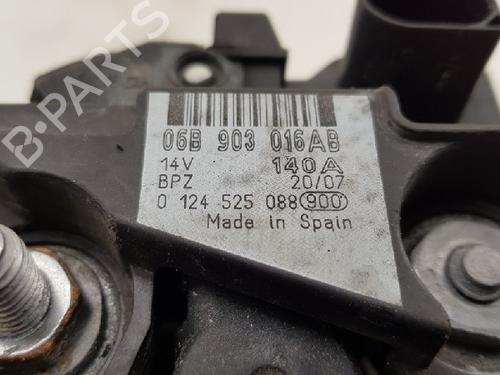 06B 903 016AB
14V 140A
BPZ 20/07
0 124 525 088 900
Made in Spain
B-PARTS